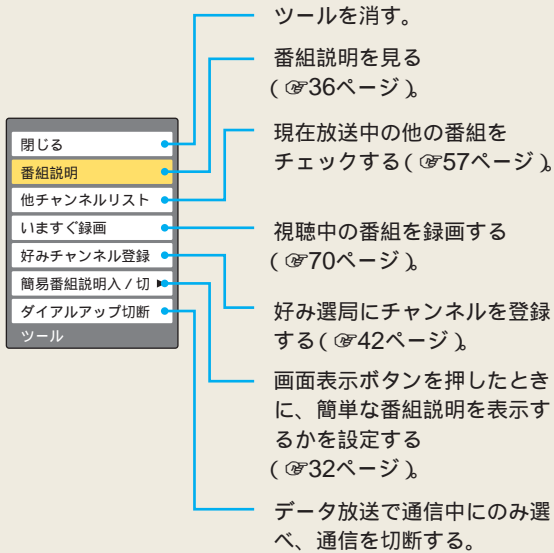 閉じる
番組説明
他チャンネルリスト
いますぐ録画
好みチャンネル登録
簡易番組説明入/切
ダイアルアップ切断
ツール
ツールを消す。
番組説明を見る
(☞36ページ)。
現在放送中の他の番組を
チェックする(☞57ページ)。
視聴中の番組を録画する
(☞70ページ)。
好み選局にチャンネルを登録
する(☞42ページ)。
画面表示ボタンを押したとき
に、簡単な番組説明を表示す
るかを設定する
(☞32ページ)。
データ放送で通信中にのみ選
べ、通信を切断する。